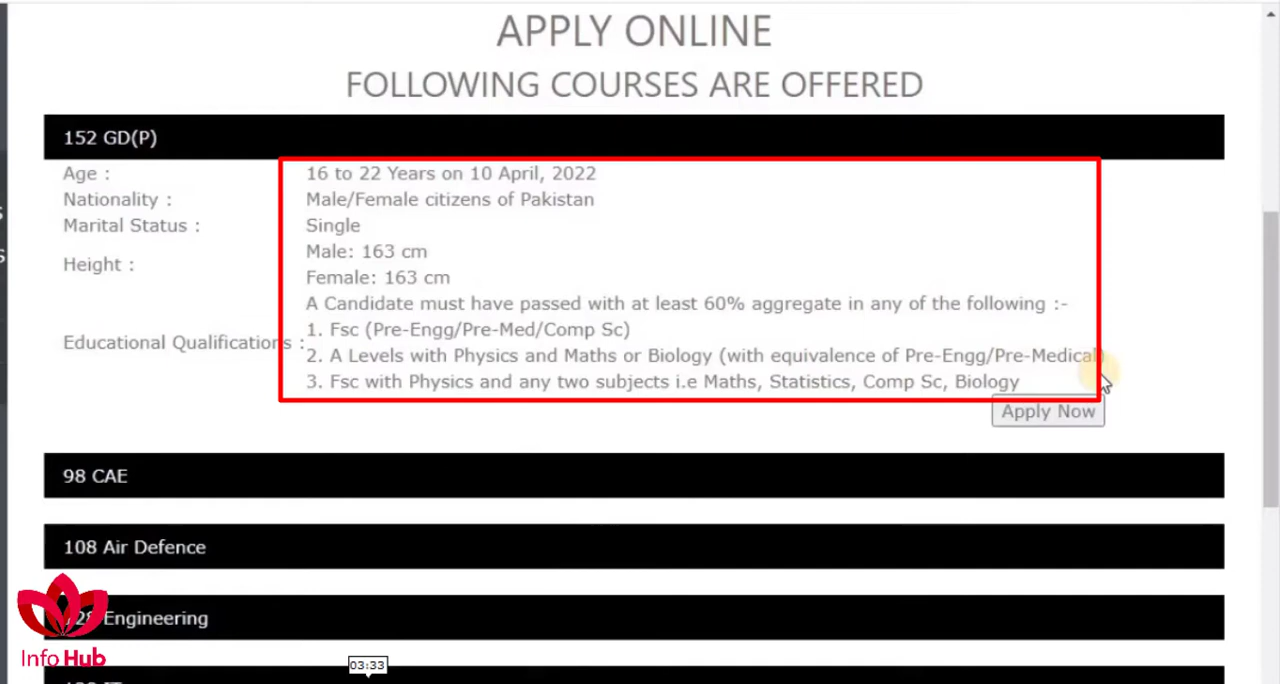 APPLY ONLINE
FOLLOWING COURSES ARE OFFERED
152 GD(P)
Age : 16 to 22 Years on 10 April, 2022
Nationality : Male/Female citizens of Pakistan
Marital Status : Single
Height : Male: 163 cm
Female: 163 cm
Educational Qualifications : A Candidate must have passed with at least 60% aggregate in any of the following :-
1. Fsc (Pre-Engg/Pre-Med/Comp Sc)
2. A Levels with Physics and Maths or Biology (with equivalence of Pre-Engg/Pre-Medical)
3. Fsc with Physics and any two subjects i.e Maths, Statistics, Comp Sc, Biology
Apply Now
98 CAE
108 Air Defence
Engineering
Info Hub
03:33